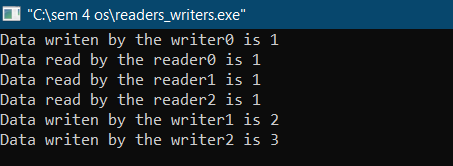 "C:\sem 4 os\readers_writers.exe"
Data writen by the writer0 is 1
Data read by the reader0 is 1
Data read by the reader1 is 1
Data read by the reader2 is 1
Data writen by the writer1 is 2
Data writen by the writer2 is 3